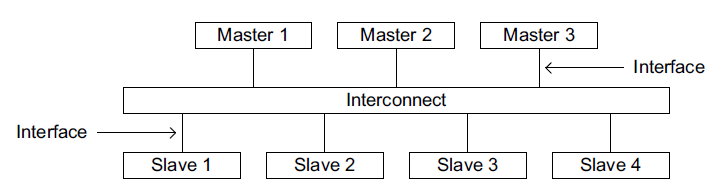 Master 1 Master 2 Master 3
Interface
Interconnect
Interface
Slave 1 Slave 2 Slave 3 Slave 4